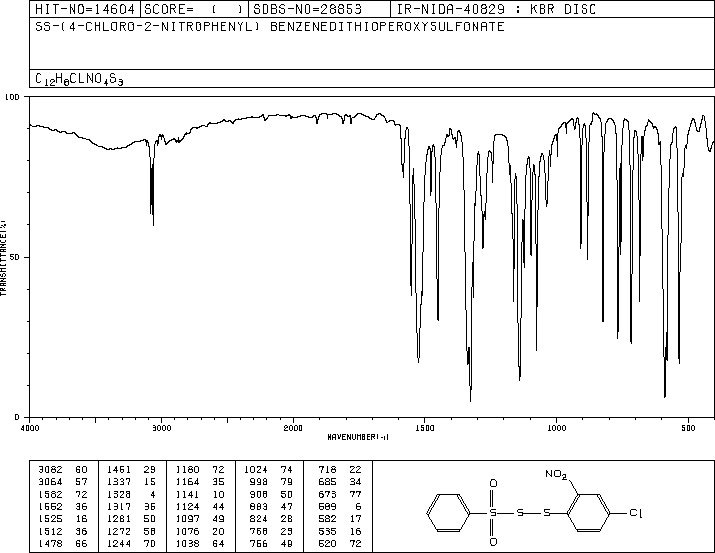 HIT-NO=14604 SCORE= ( ) SDBS-NO=28853 IR-NIDA-40829 : KBR DISC
SS-(4-CHLORO-2-NITROPHENYL) BENZENEDITHIOPEROXYSULFONATE
C12H8CLNO4S3
100
50
0
TRANSMITTANCE(%)
4000 3000 2000 1500 1000 500
WAVENUMBER(-1)
3082 60 1451 29 1180 72 1024 74 718 22
3064 57 1337 15 1164 35 998 79 685 34
1582 72 1328 4 1141 10 908 50 673 77
1552 36 1317 36 1124 44 883 47 589 6
1525 16 1281 50 1097 49 824 28 582 17
1512 36 1272 58 1076 20 768 23 535 16
1478 66 1244 70 1038 64 756 49 520 72
NO2
O
S S S Cl
O